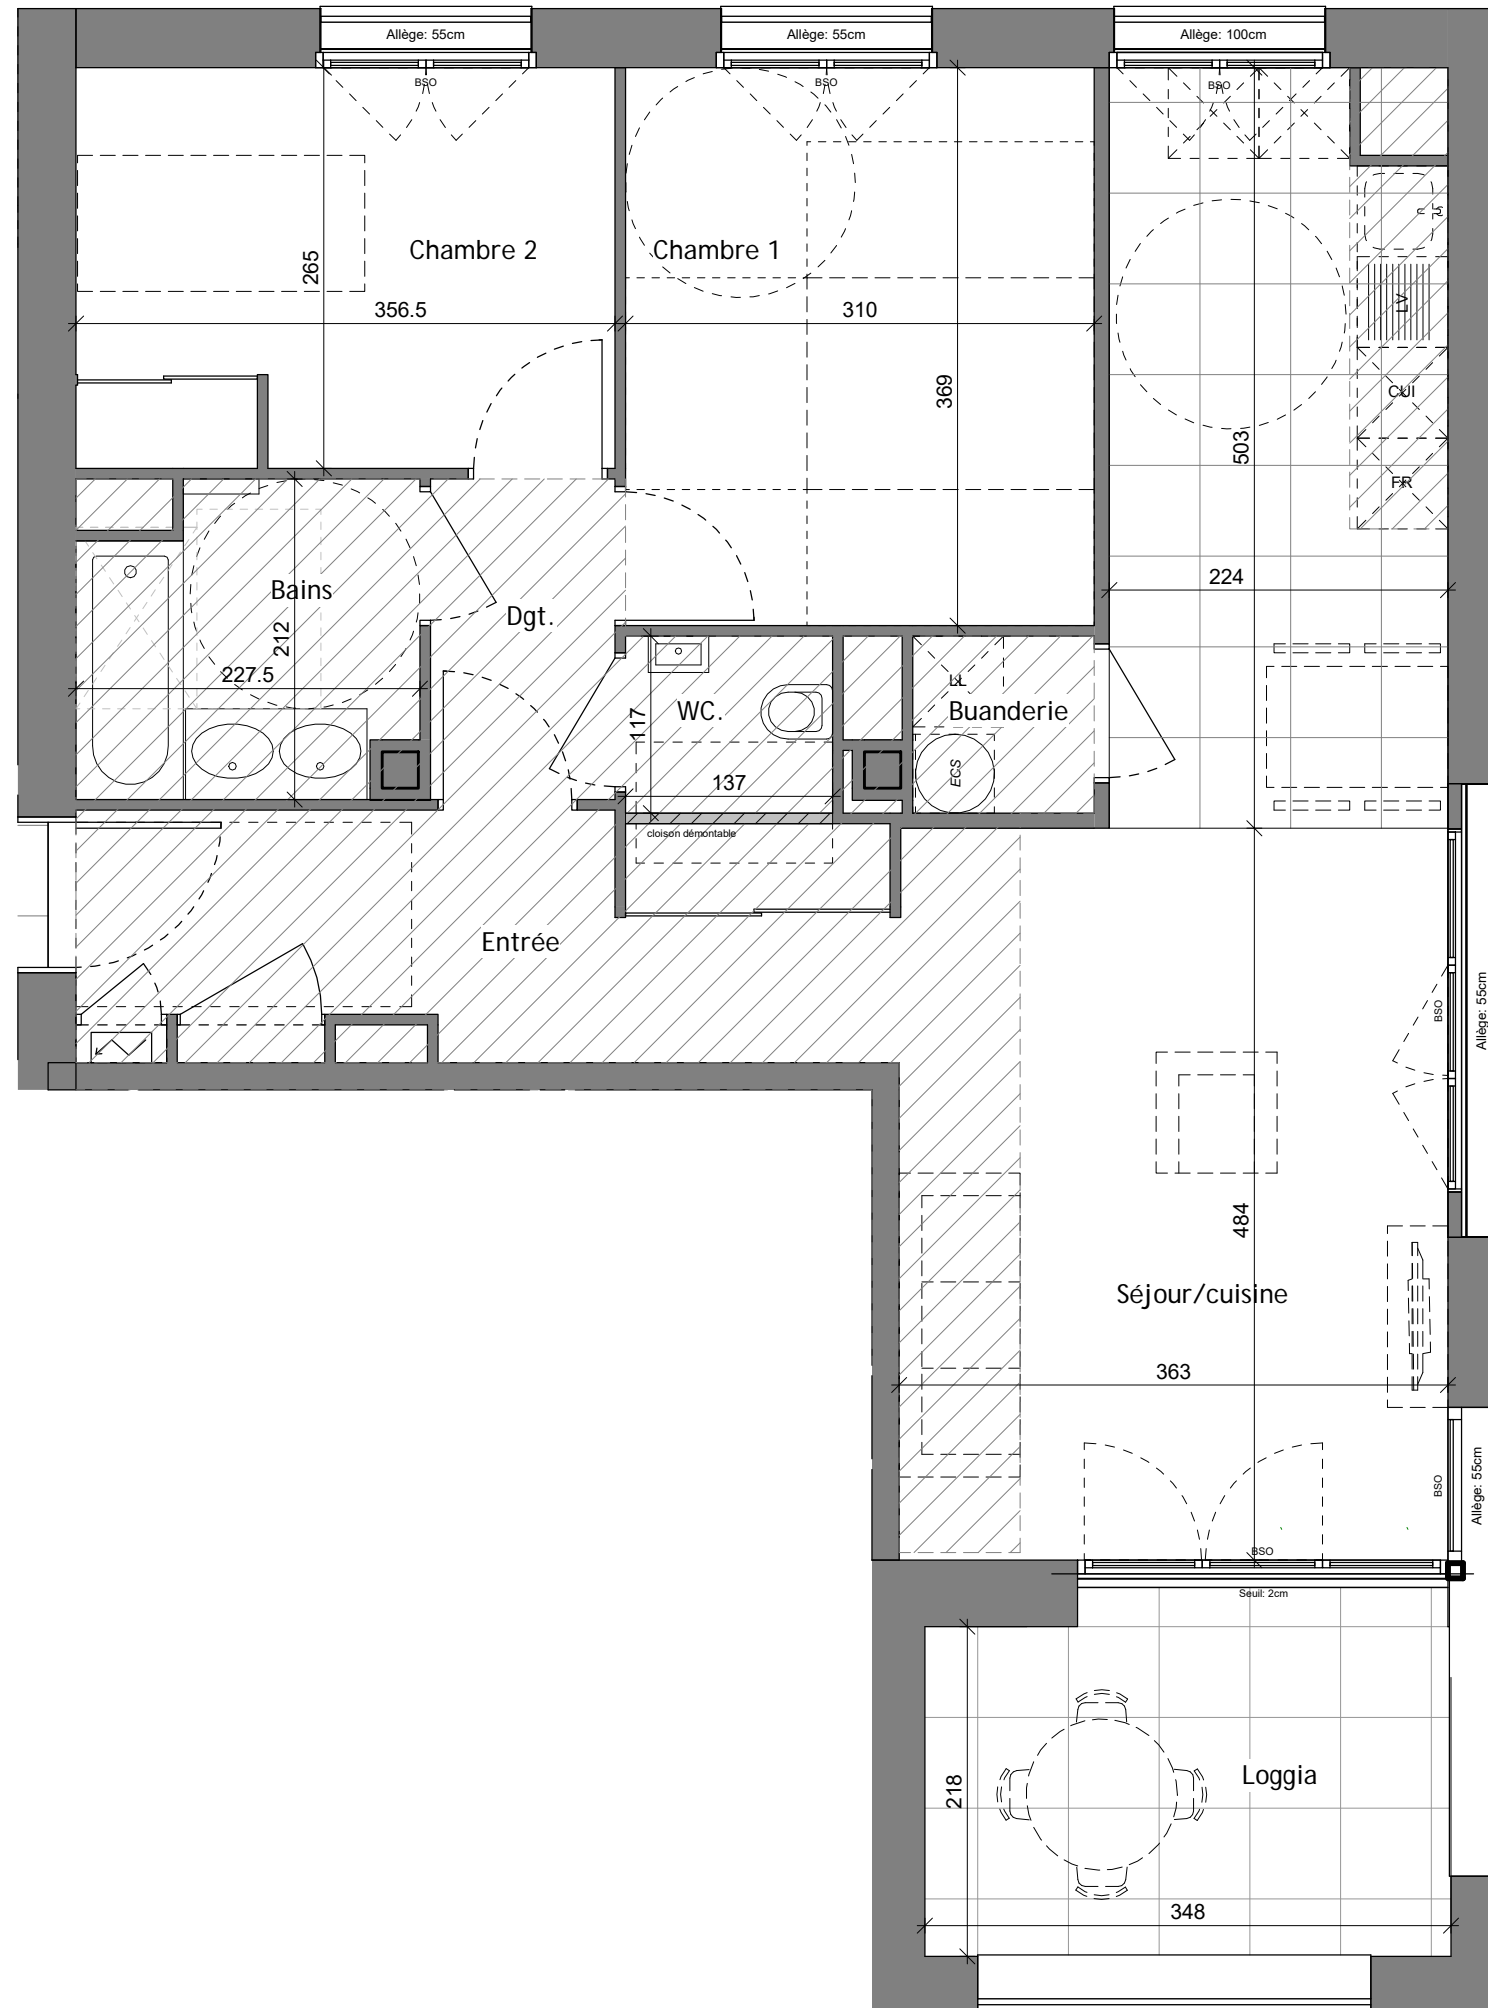 Allège: 55cm
Allège: 55cm
Allège: 100cm
BSO
BSO
BSO
Chambre 2
Chambre 1
265
356.5
310
369
503
LV
CUI
FR
224
Bains
Dgt.
212
227.5
WC.
117
137
LL
Buanderie
ECS
cloison démontable
Entrée
BSO
Allège: 55cm
484
Séjour/cuisine
363
BSO
Allège: 55cm
BSO
Seuil: 2cm
Loggia
218
348